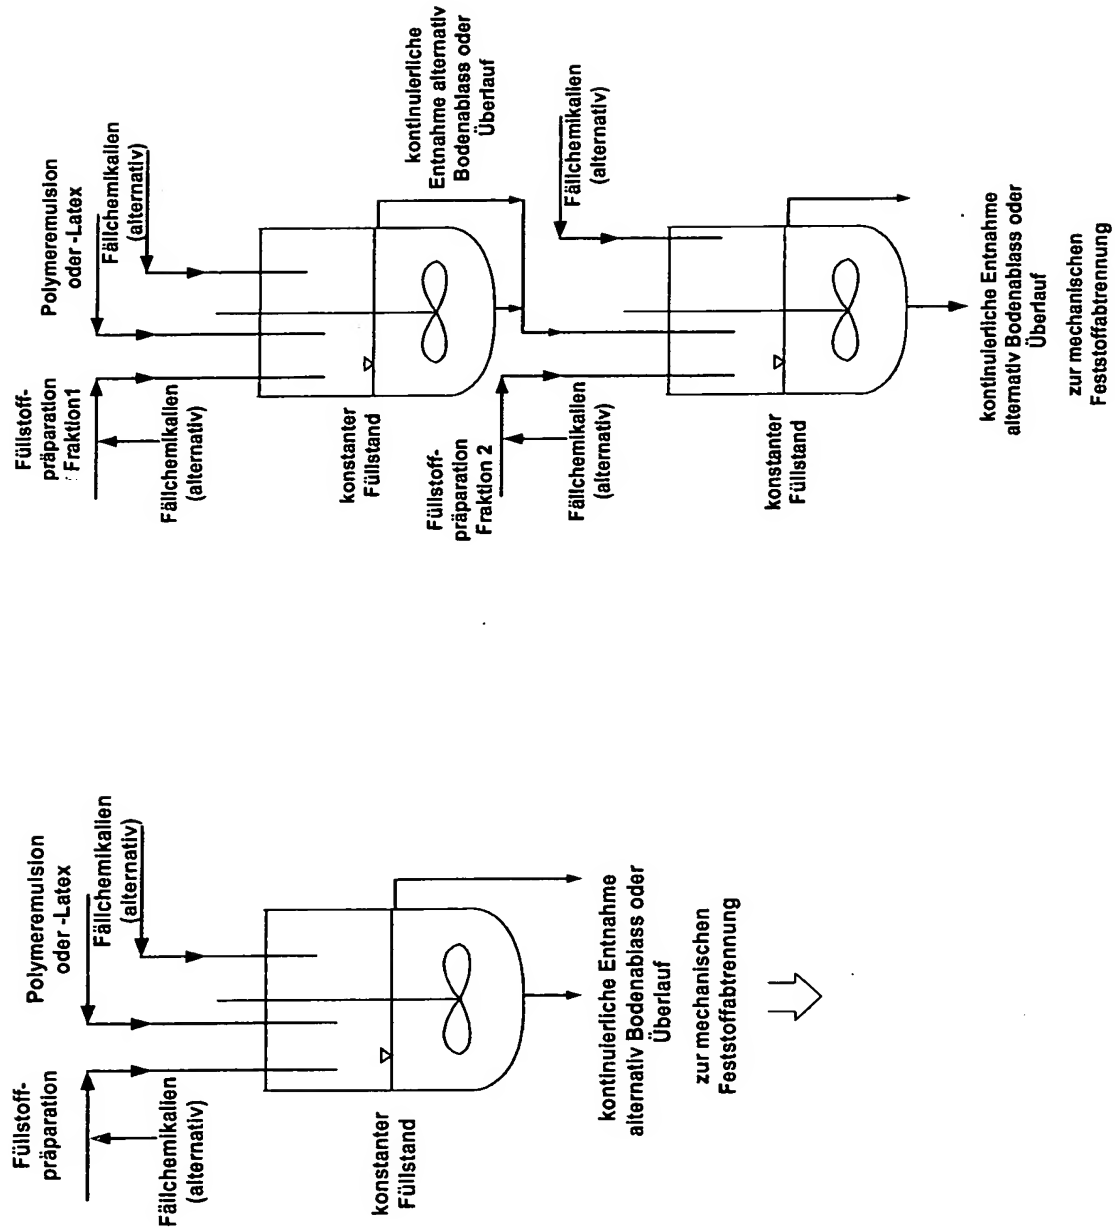 Füllstoff-
präparation
Polymeremulsion
oder -Latex
Fällchemikalien
(alternativ)
Fällchemikalien
(alternativ)
konstanter
Füllstand
kontinuierliche Entnahme
alternativ Bodenablass oder
Überlauf
zur mechanischen
Feststoffabtrennung
Füllstoff-
präparation
Fraktion1
Polymeremulsion
oder -Latex
Fällchemikalien
(alternativ)
Fällchemikalien
(alternativ)
konstanter
Füllstand
kontinuierliche
Entnahme alternativ
Bodenablass oder
Überlauf
Füllstoff-
präparation
Fraktion 2
Fällchemikalien
(alternativ)
Fällchemikalien
(alternativ)
konstanter
Füllstand
kontinuierliche Entnahme
alternativ Bodenablass oder
Überlauf
zur mechanischen
Feststoffabtrennung